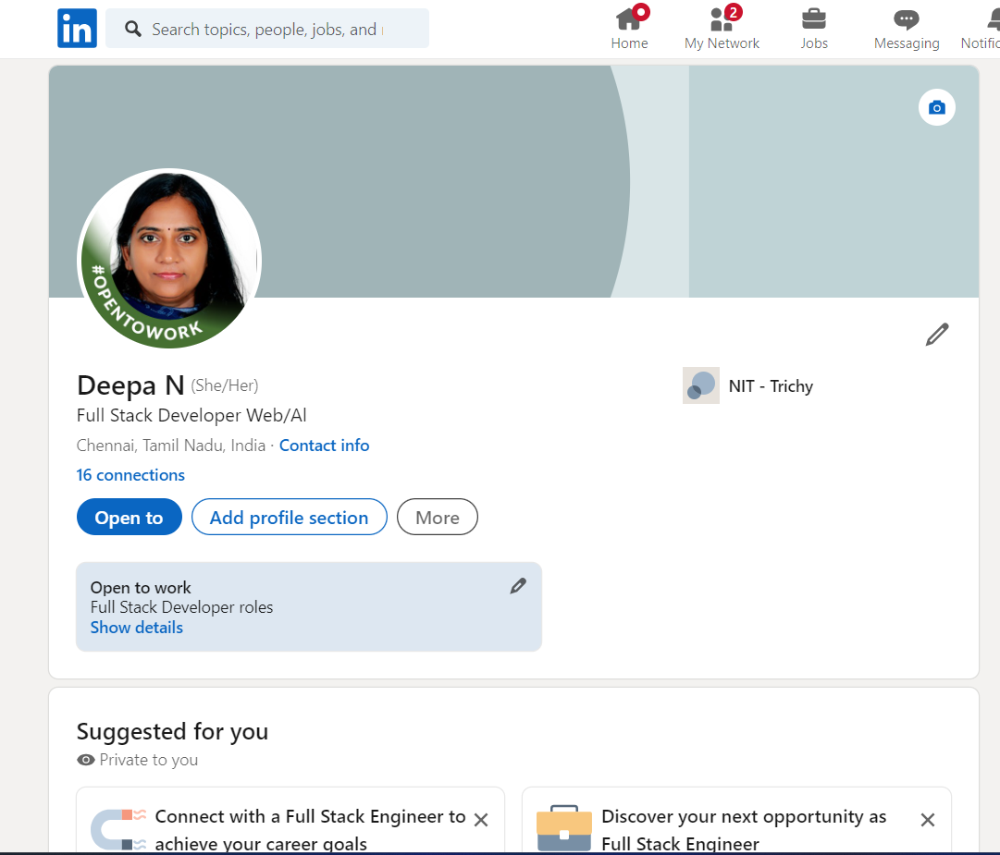 in
Search topics, people, jobs, and
2
Home
My Network
Jobs
Messaging
Notific
#OPENTOWORK
Deepa N (She/Her)
NIT - Trichy
Full Stack Developer Web/Al
Chennai, Tamil Nadu, India · Contact info
16 connections
Open to
Add profile section
More
Open to work
Full Stack Developer roles
Show details
Suggested for you
Private to you
Connect with a Full Stack Engineer to
achieve your career goals
Discover your next opportunity as
Full Stack Engineer